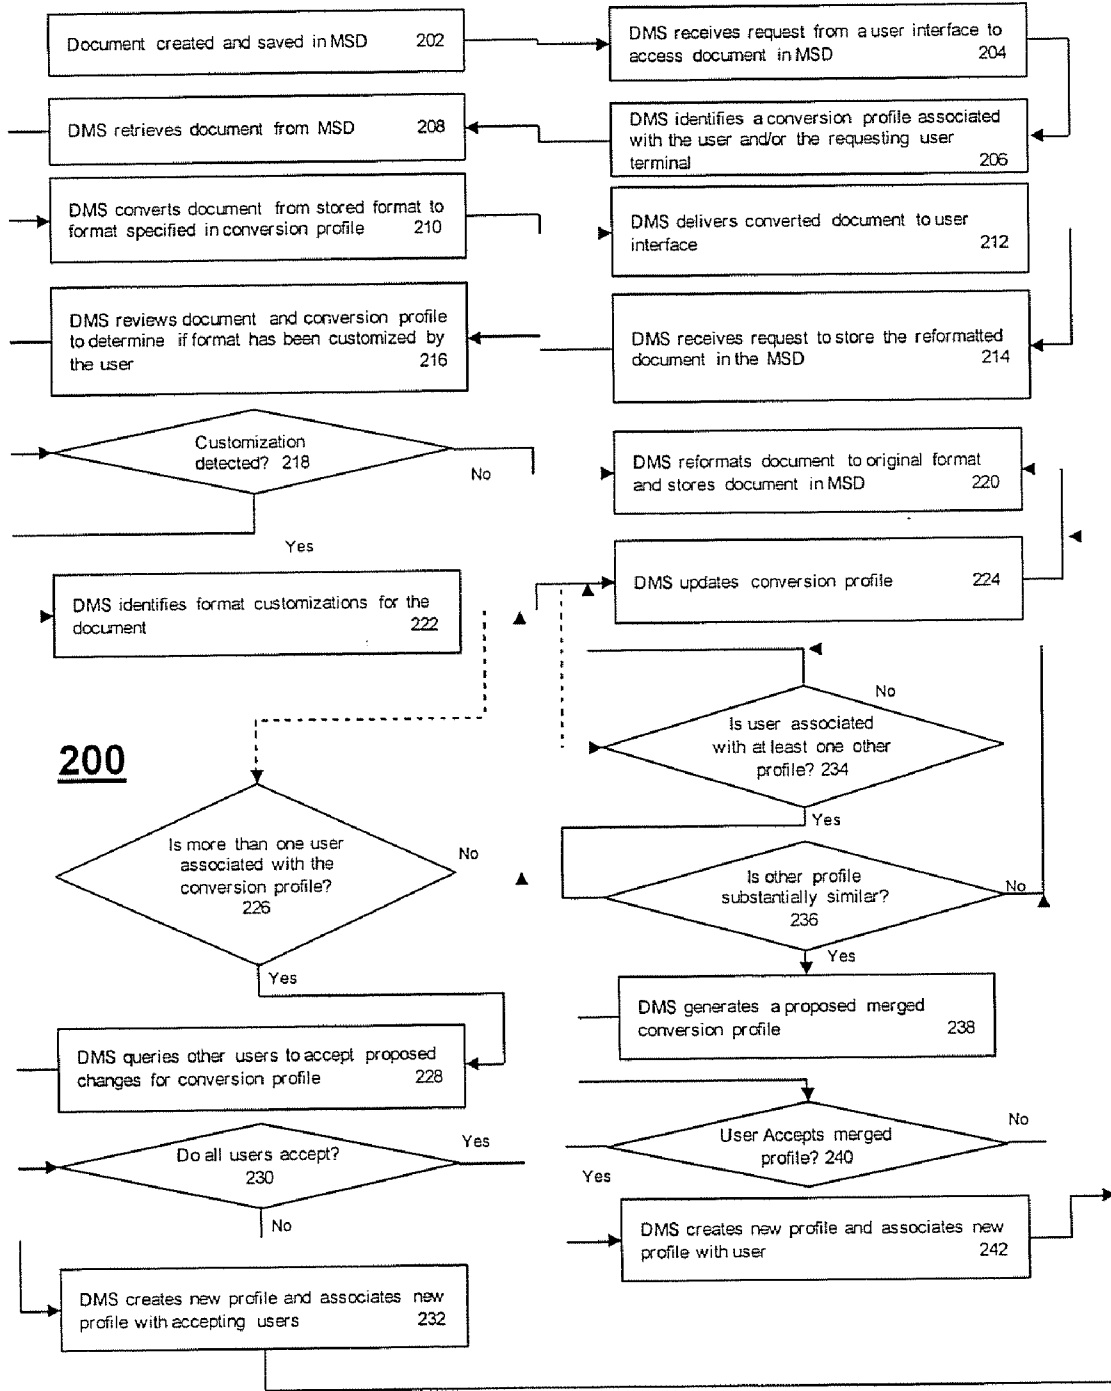 Document created and saved in MSD 202
DMS receives request from a user interface to
access document in MSD 204
DMS retrieves document from MSD 208
DMS identifies a conversion profile associated
with the user and/or the requesting user
terminal 206
DMS converts document from stored format to
format specified in conversion profile 210
DMS delivers converted document to user
interface 212
DMS reviews document and conversion profile
to determine if format has been customized by
the user 216
DMS receives request to store the reformatted
document in the MSD 214
Customization
detected? 218
No
Yes
DMS reformats document to original format
and stores document in MSD 220
DMS identifies format customizations for the
document 222
DMS updates conversion profile 224
200
Is user associated
with at least one other
profile? 234
No
Yes
Is more than one user
associated with the
conversion profile?
226
No
Yes
Is other profile
substantially similar?
236
No
Yes
DMS queries other users to accept proposed
changes for conversion profile 228
DMS generates a proposed merged
conversion profile 238
Do all users accept?
230
Yes
No
User Accepts merged
profile? 240
No
Yes
DMS creates new profile and associates new
profile with accepting users 232
DMS creates new profile and associates new
profile with user 242